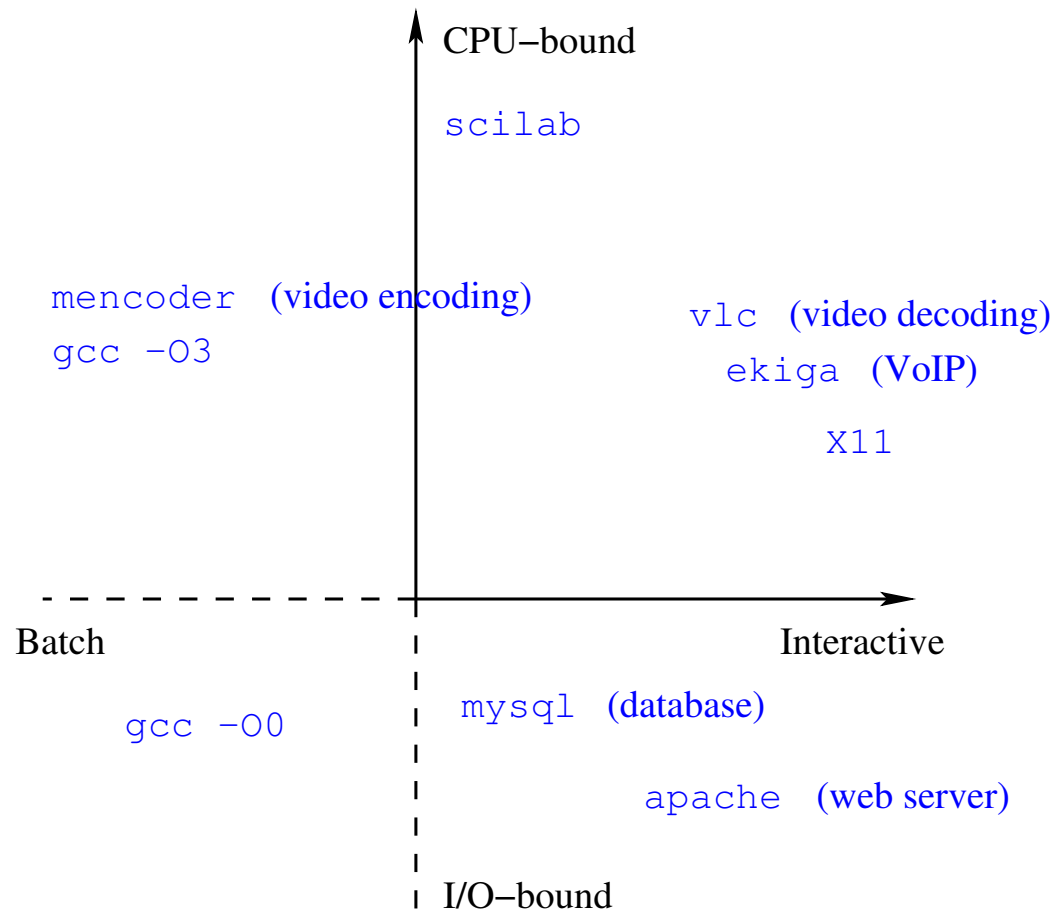 CPU−bound
scilab
mencoder (video encoding)
vlc (video decoding)
gcc −O3
ekiga (VoIP)
X11
Batch
Interactive
mysql (database)
gcc −O0
apache (web server)
I/O−bound